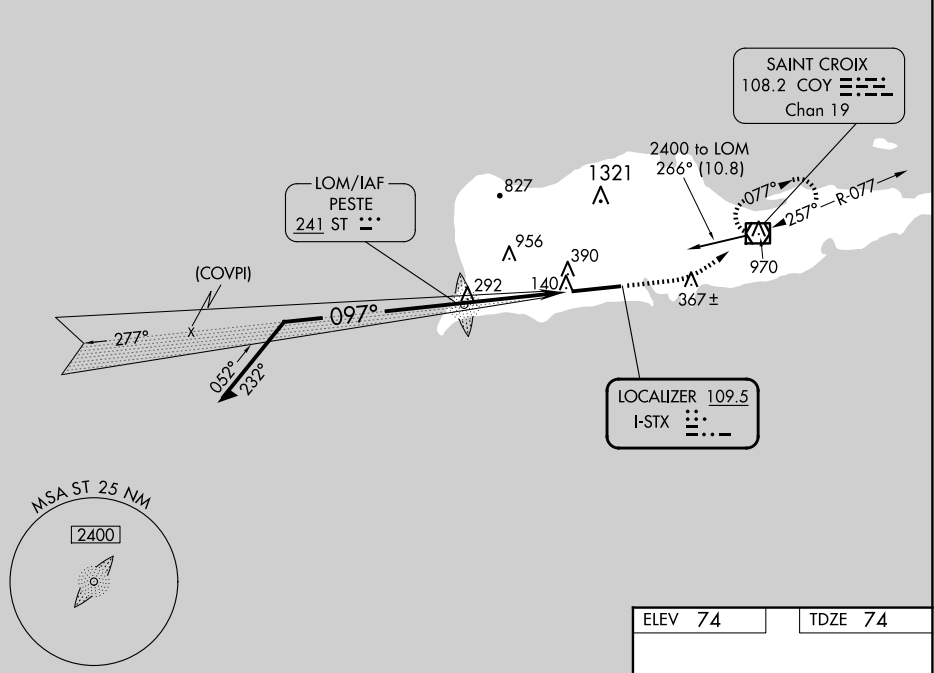 SAINT CROIX
108.2 COY
Chan 19
2400 to LOM
266° (10.8)
1321
077°
257°
R-077
LOM/IAF
PESTE
241 ST
827
956
970
(COVPI)
292
390
140
367±
097°
277°
052°
232°
LOCALIZER 109.5
I-STX
MSA ST 25 NM
2400
ELEV 74
TDZE 74